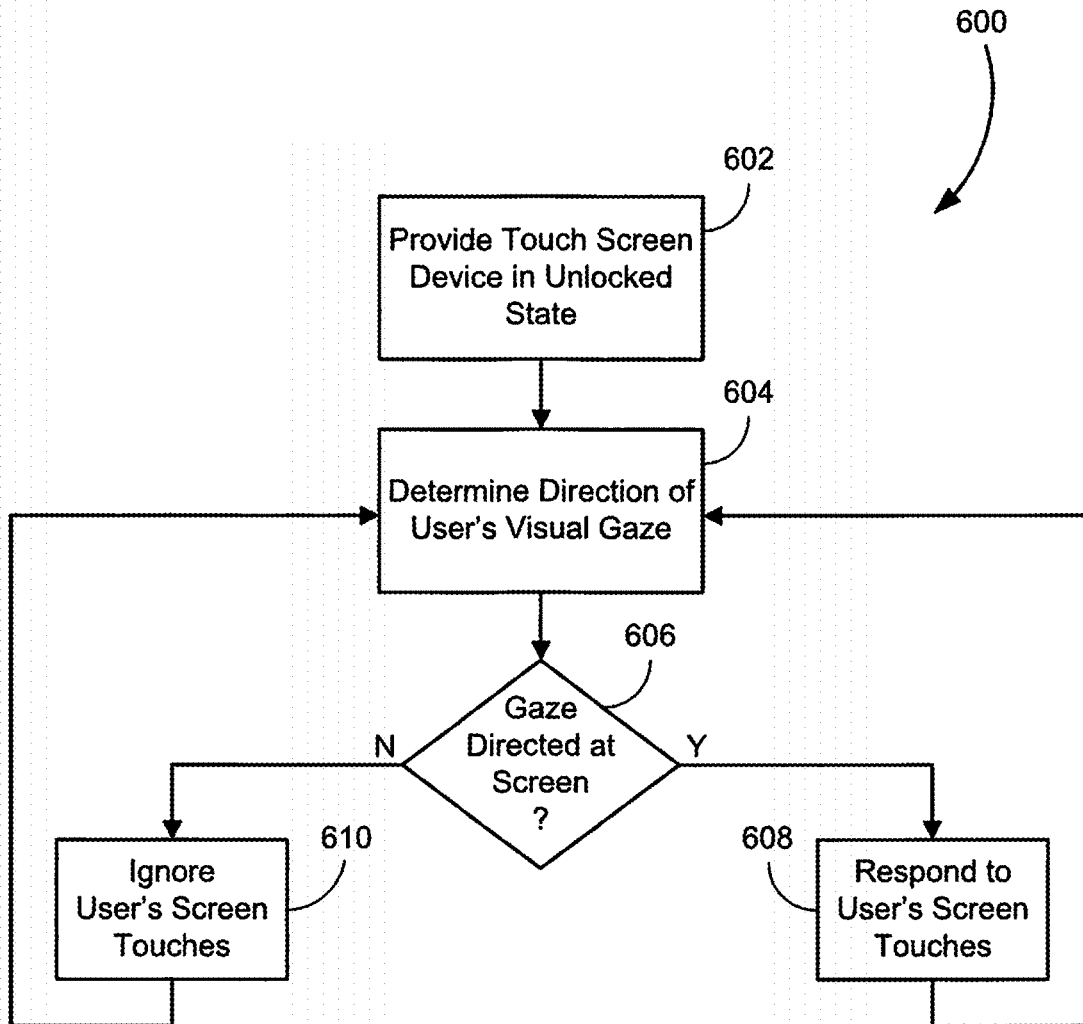 600
602
Provide Touch Screen
Device in Unlocked
State
604
Determine Direction of
User's Visual Gaze
606
Gaze
Directed at
Screen
?
N
Y
610
Ignore
User's Screen
Touches
608
Respond to
User's Screen
Touches